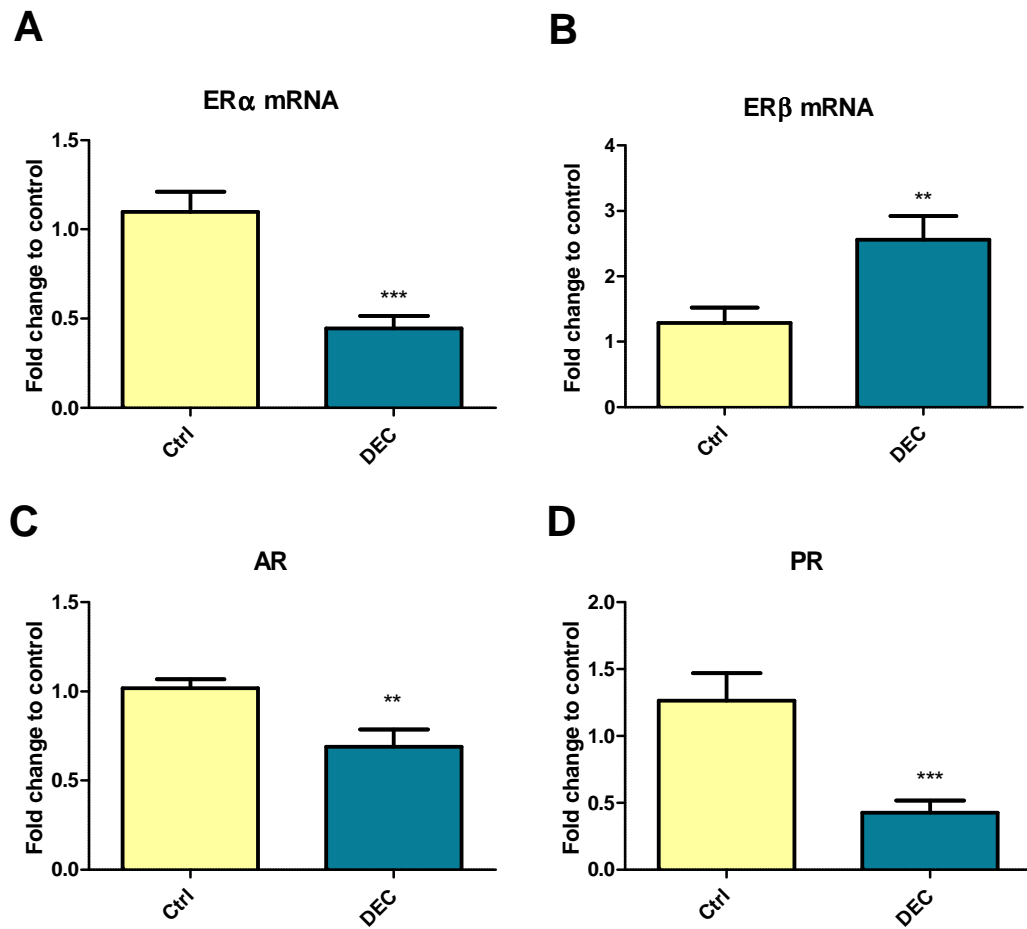 A
ERα mRNA
Fold change to control
1.5
1.0
0.5
0.0
***
Ctrl
DEC
B
ERβ mRNA
Fold change to control
4
3
2
1
0
**
Ctrl
DEC
C
AR
Fold change to control
1.5
1.0
0.5
0.0
**
Ctrl
DEC
D
PR
Fold change to control
2.0
1.5
1.0
0.5
0.0
***
Ctrl
DEC